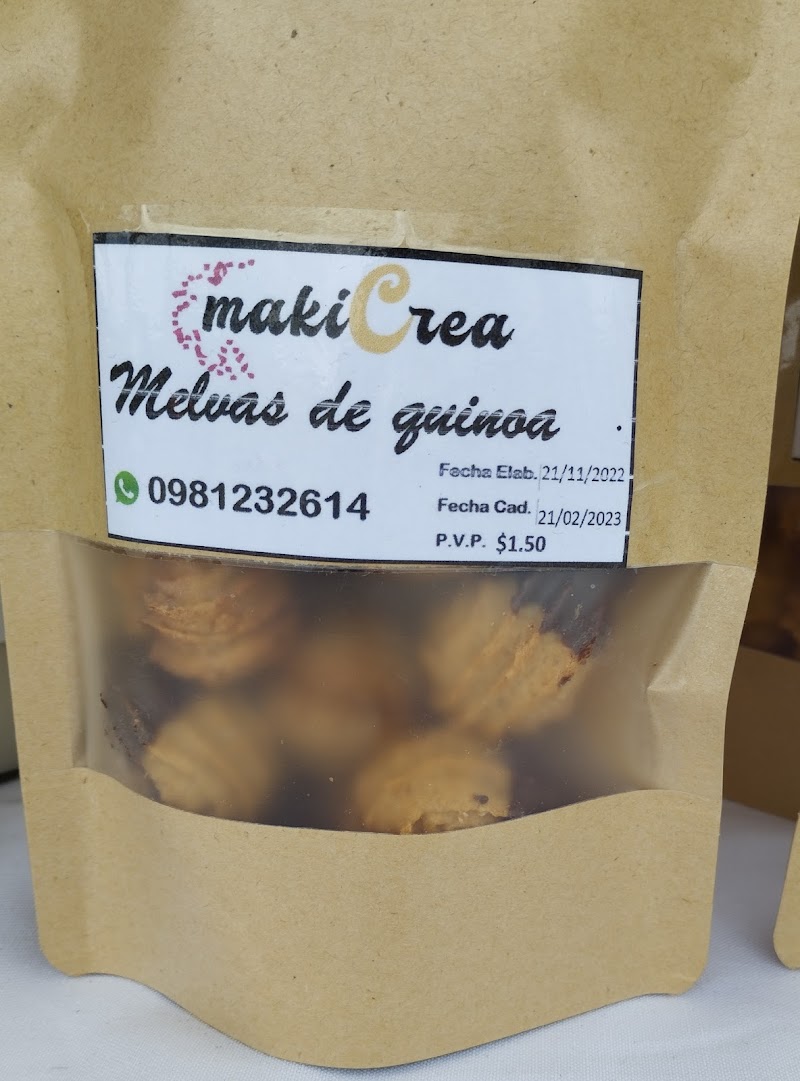 makiCrea
Melvas de quinoa
0981232614
Fecha Elab. 21/11/2022
Fecha Cad. 21/02/2023
P.V.P. $1.50